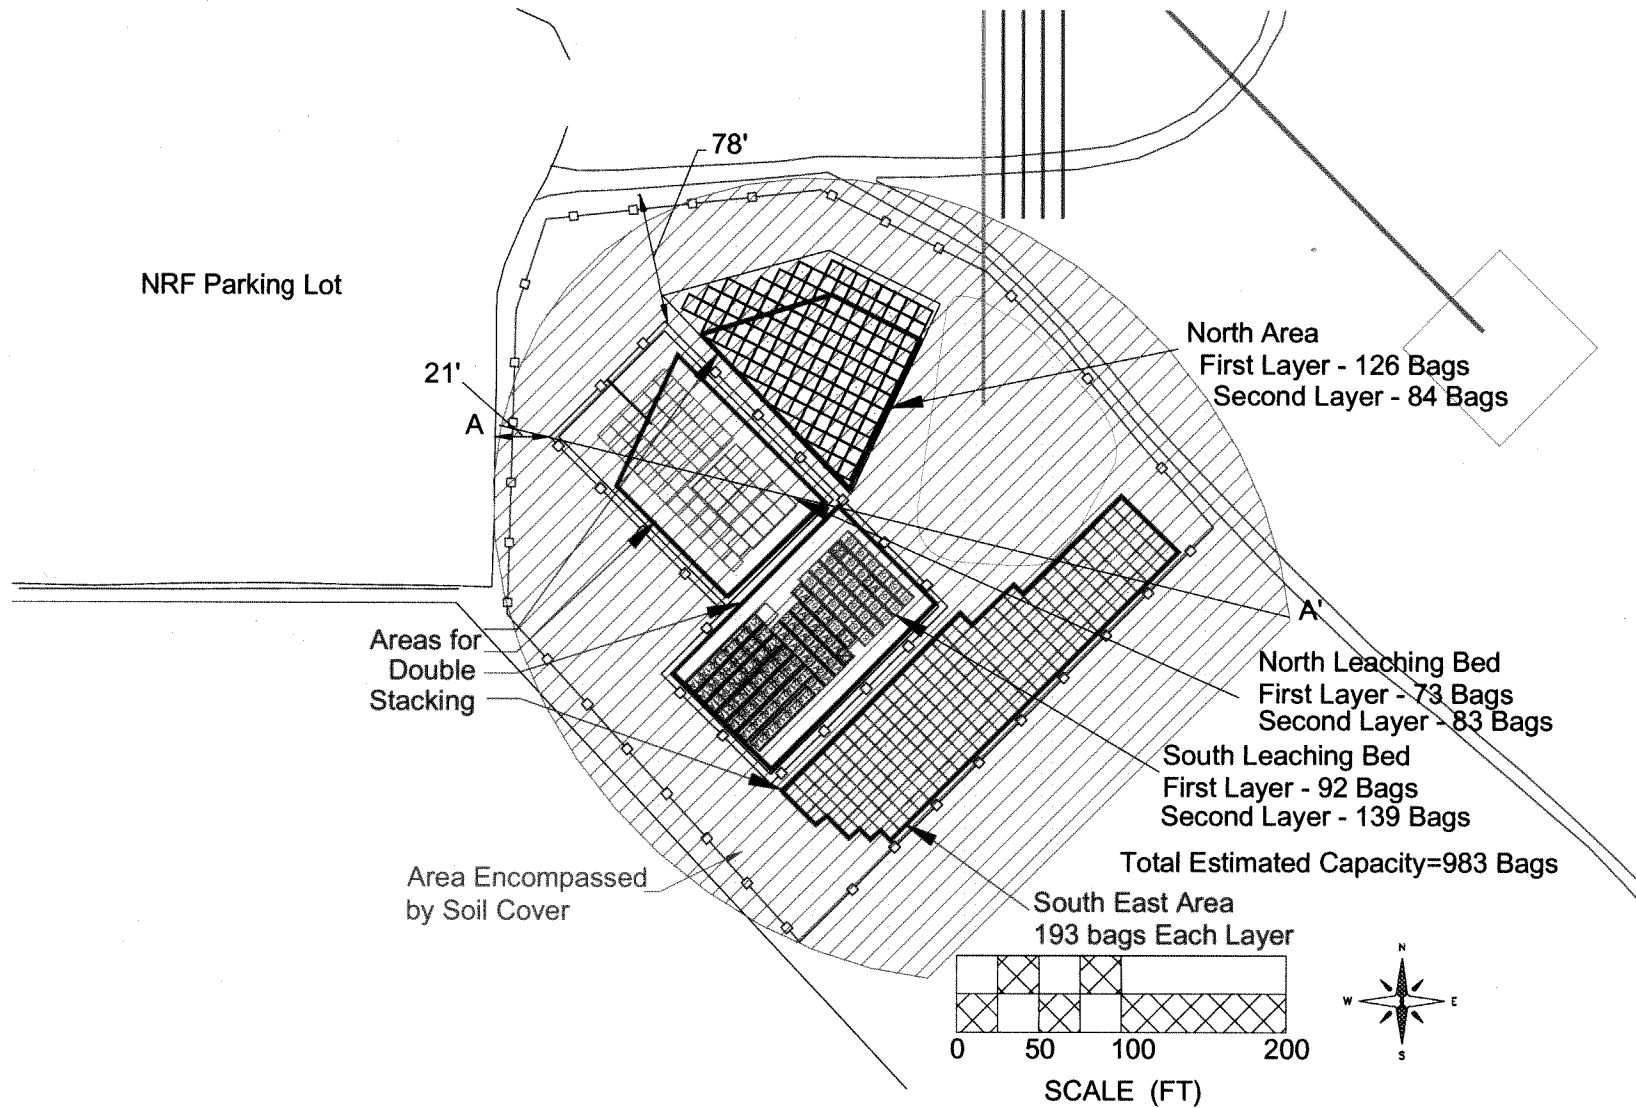 78'
NRF Parking Lot
North Area
First Layer - 126 Bags
Second Layer - 84 Bags
21'
A
A'
Areas for
Double
Stacking
North Leaching Bed
First Layer - 73 Bags
Second Layer - 83 Bags
South Leaching Bed
First Layer - 92 Bags
Second Layer - 139 Bags
Total Estimated Capacity=983 Bags
Area Encompassed
by Soil Cover
South East Area
193 bags Each Layer
N
W E
S
0 50 100 200
SCALE (FT)